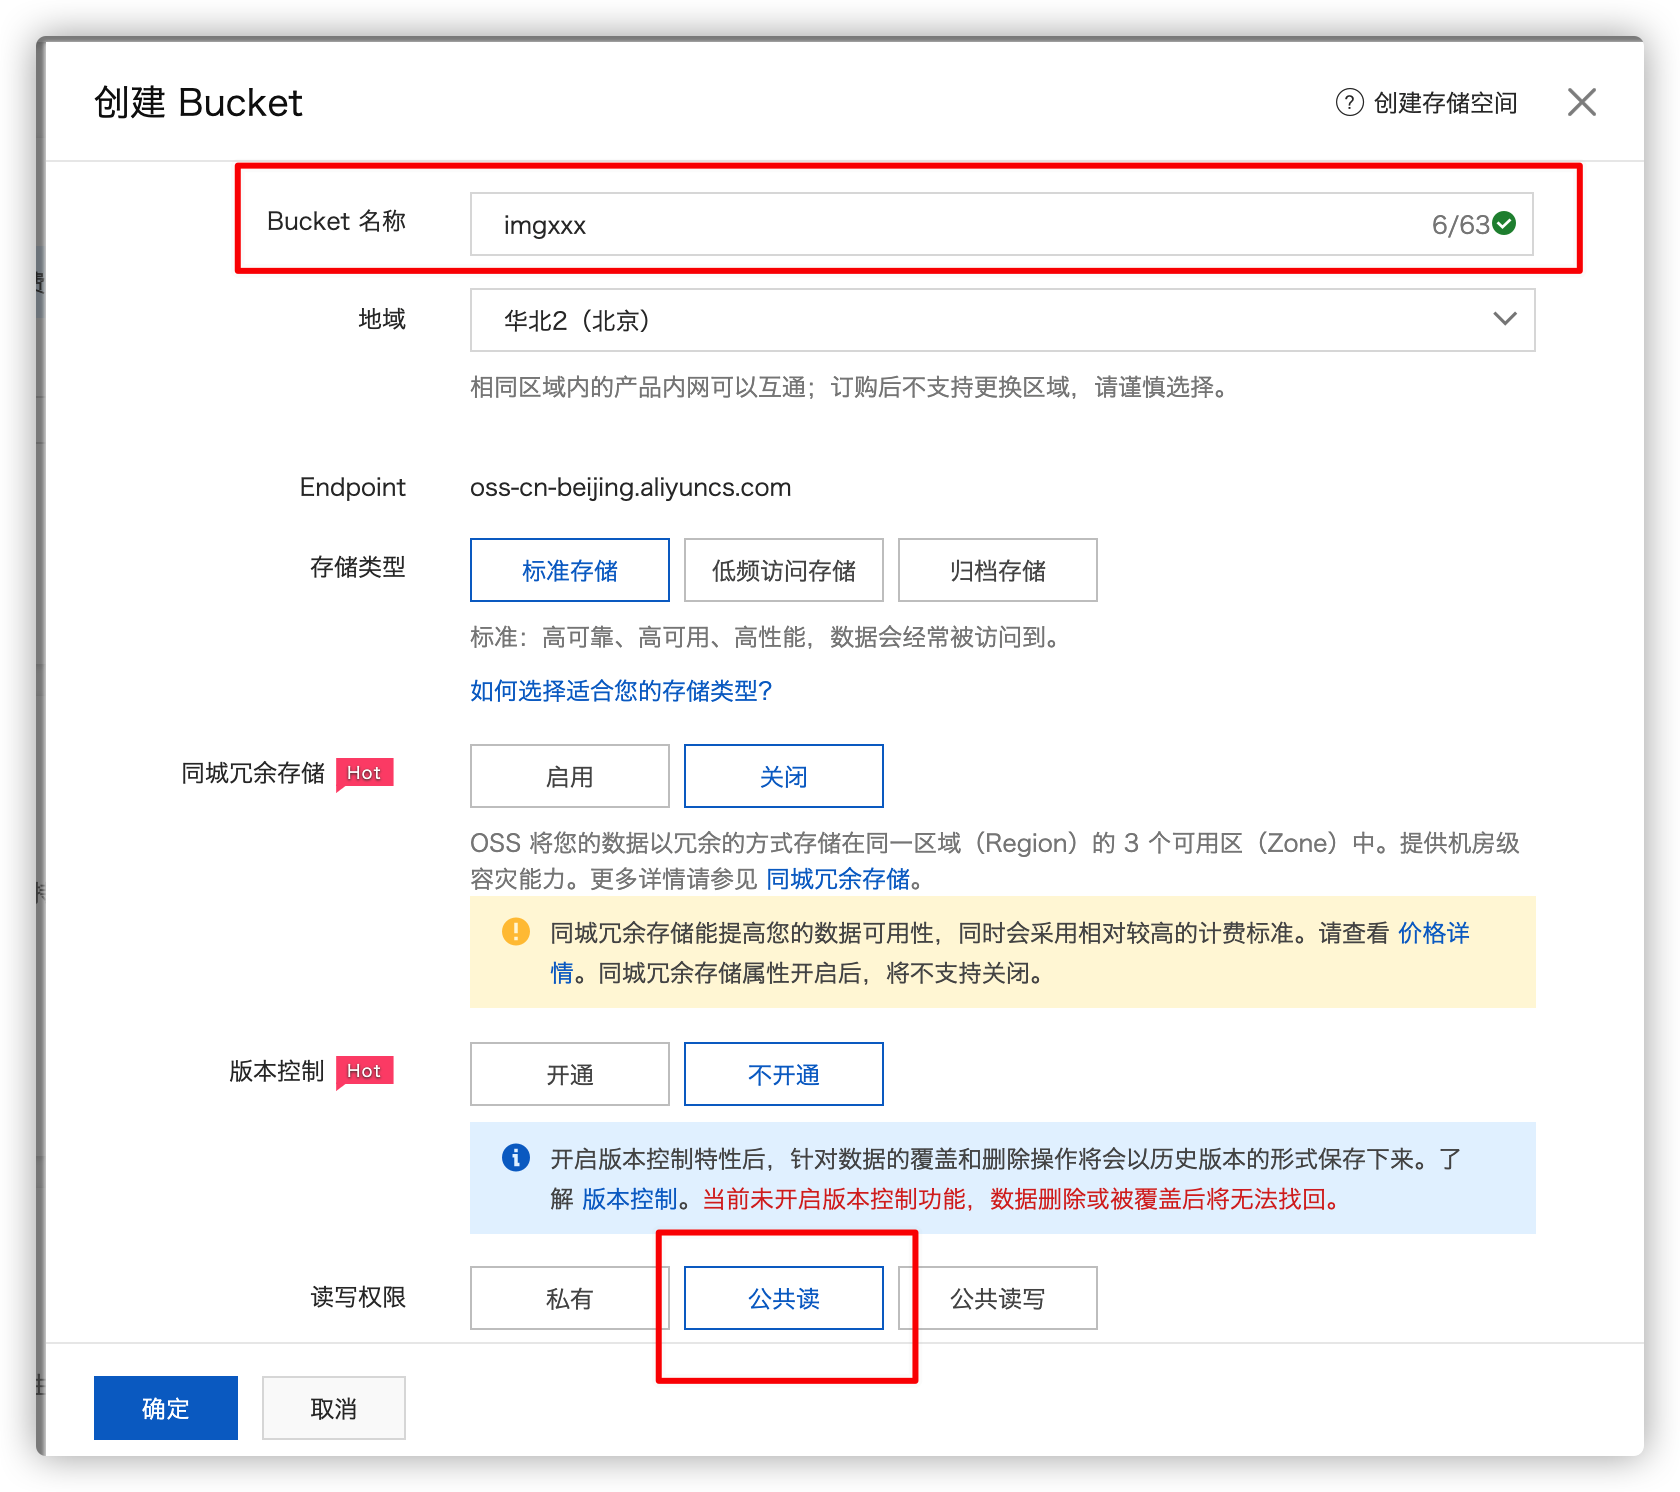 创建 Bucket
? 创建存储空间
Bucket 名称
imgxxx
6/63
地域
华北2（北京）
相同区域内的产品内网可以互通；订购后不支持更换区域，请谨慎选择。
Endpoint
oss-cn-beijing.aliyuncs.com
存储类型
标准存储
低频访问存储
归档存储
标准：高可靠、高可用、高性能，数据会经常被访问到。
如何选择适合您的存储类型？
同城冗余存储
Hot
启用
关闭
OSS 将您的数据以冗余的方式存储在同一区域（Region）的 3 个可用区（Zone）中。提供机房级
容灾能力。更多详情请参见 同城冗余存储。
同城冗余存储能提高您的数据可用性，同时会采用相对较高的计费标准。请查看 价格详
情。同城冗余存储属性开启后，将不支持关闭。
版本控制
Hot
开通
不开通
开启版本控制特性后，针对数据的覆盖和删除操作将会以历史版本的形式保存下来。了
解 版本控制。当前未开启版本控制功能，数据删除或被覆盖后将无法找回。
读写权限
私有
公共读
公共读写
确定
取消